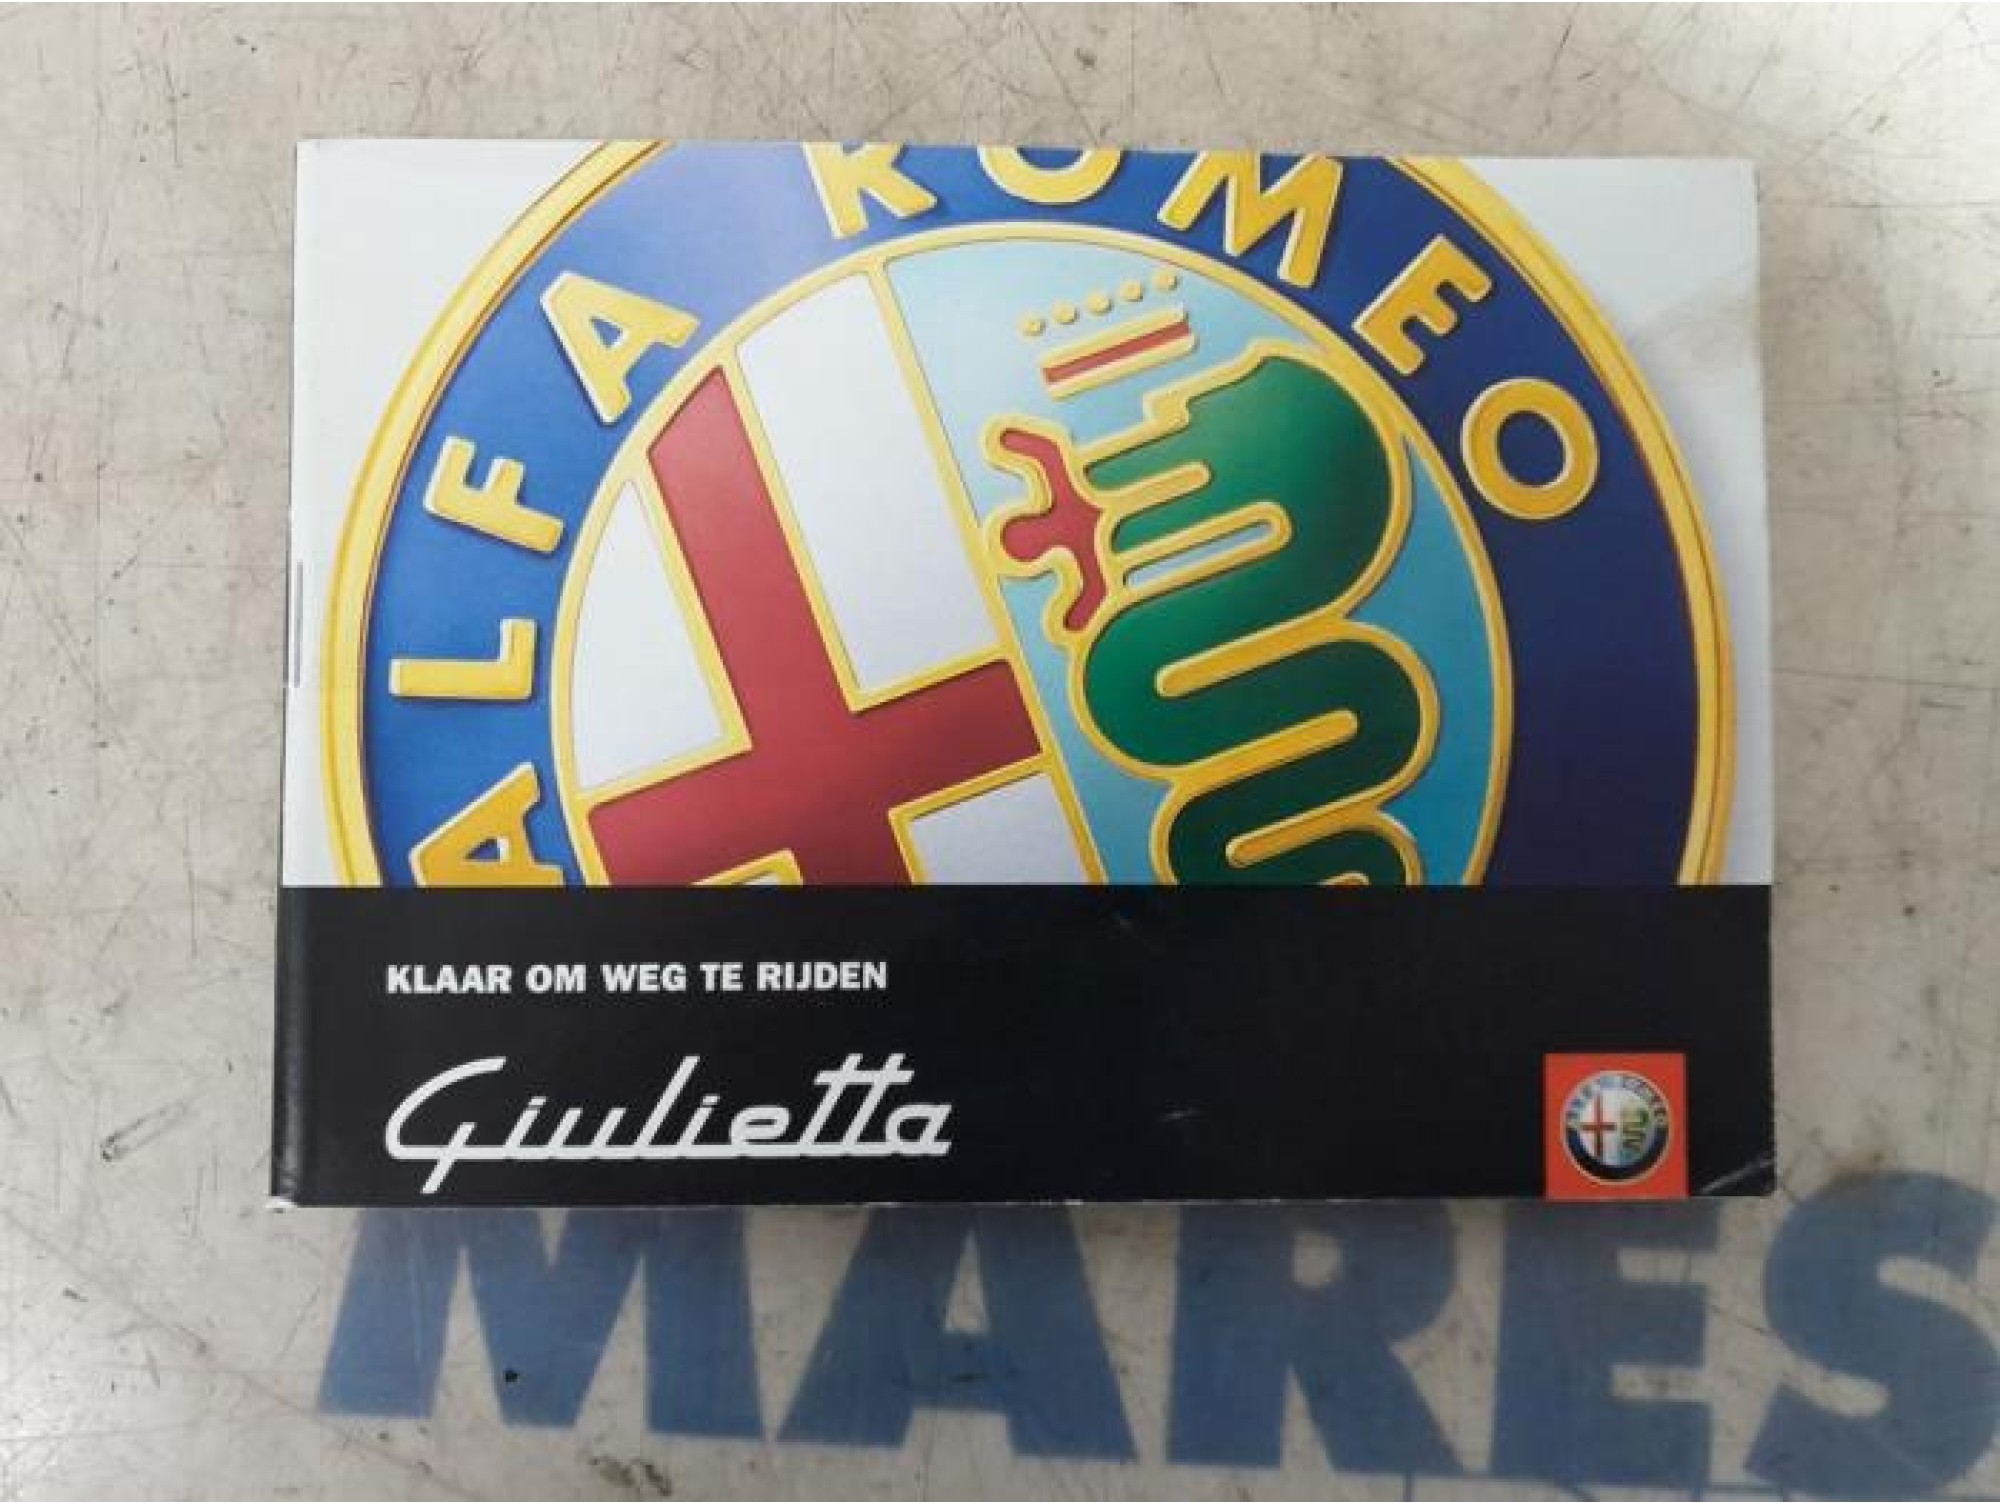 ALFA ROMEO
KLAAR OM WEG TE RIJDEN
Giulietta
MARES